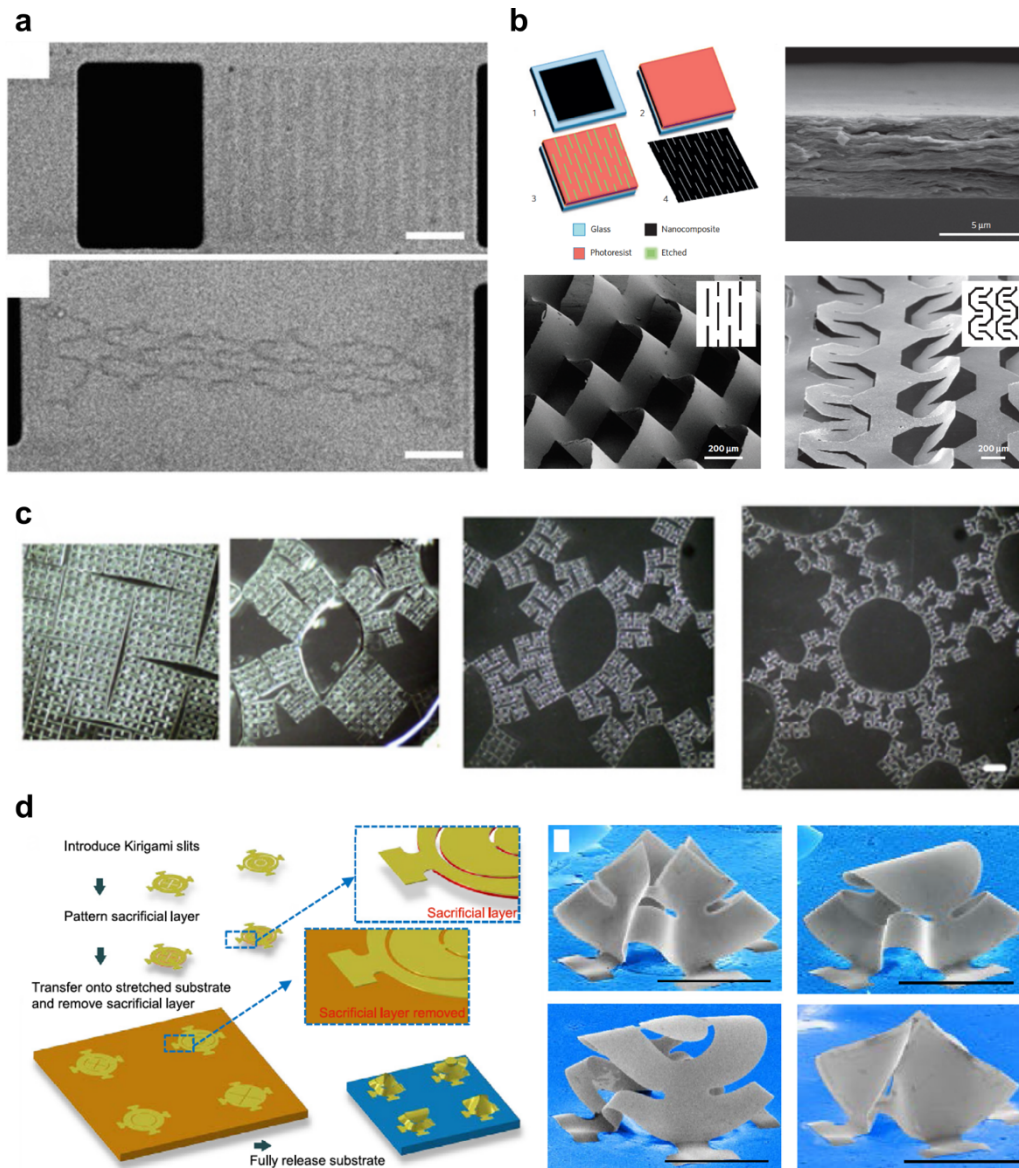 a
b
1
2
3
4
Glass
Nanocomposite
Photoresist
Etched
5 µm
200 µm
200 µm
c
d
Introduce Kirigami slits
Pattern sacrificial layer
Transfer onto stretched substrate
and remove sacrificial layer
Sacrificial layer
Sacrificial layer removed
Fully release substrate